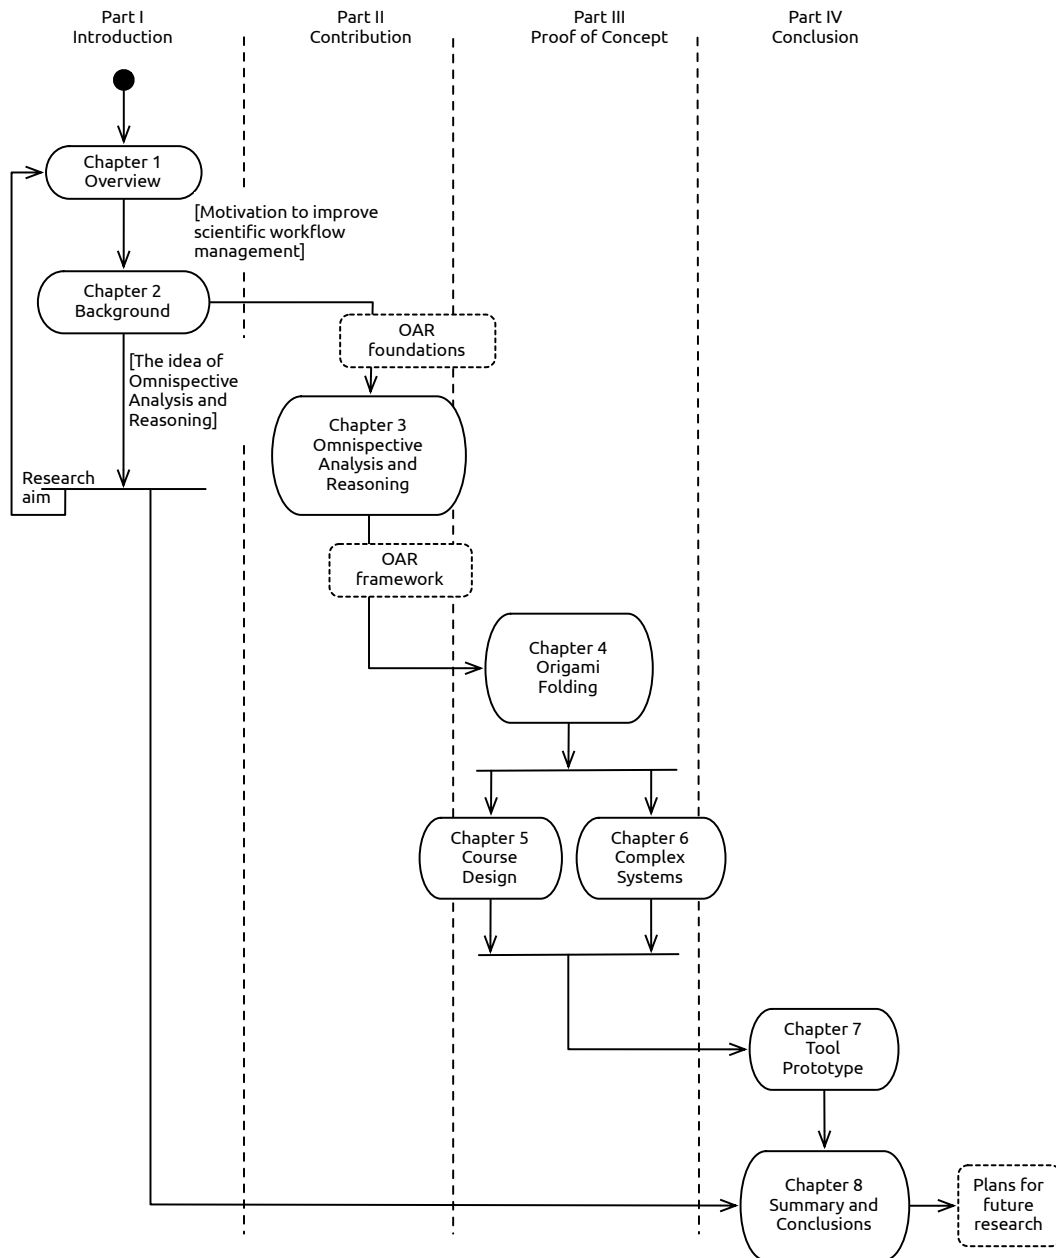 Part I
Introduction
Part II
Contribution
Part III
Proof of Concept
Part IV
Conclusion
Chapter 1
Overview
[Motivation to improve
scientific workflow
management]
Chapter 2
Background
OAR
foundations
[The idea of
Omnispective
Analysis and
Reasoning]
Chapter 3
Omnispective
Analysis and
Reasoning
Research
aim
OAR
framework
Chapter 4
Origami
Folding
Chapter 5
Course
Design
Chapter 6
Complex
Systems
Chapter 7
Tool
Prototype
Chapter 8
Summary and
Conclusions
Plans for
future
research